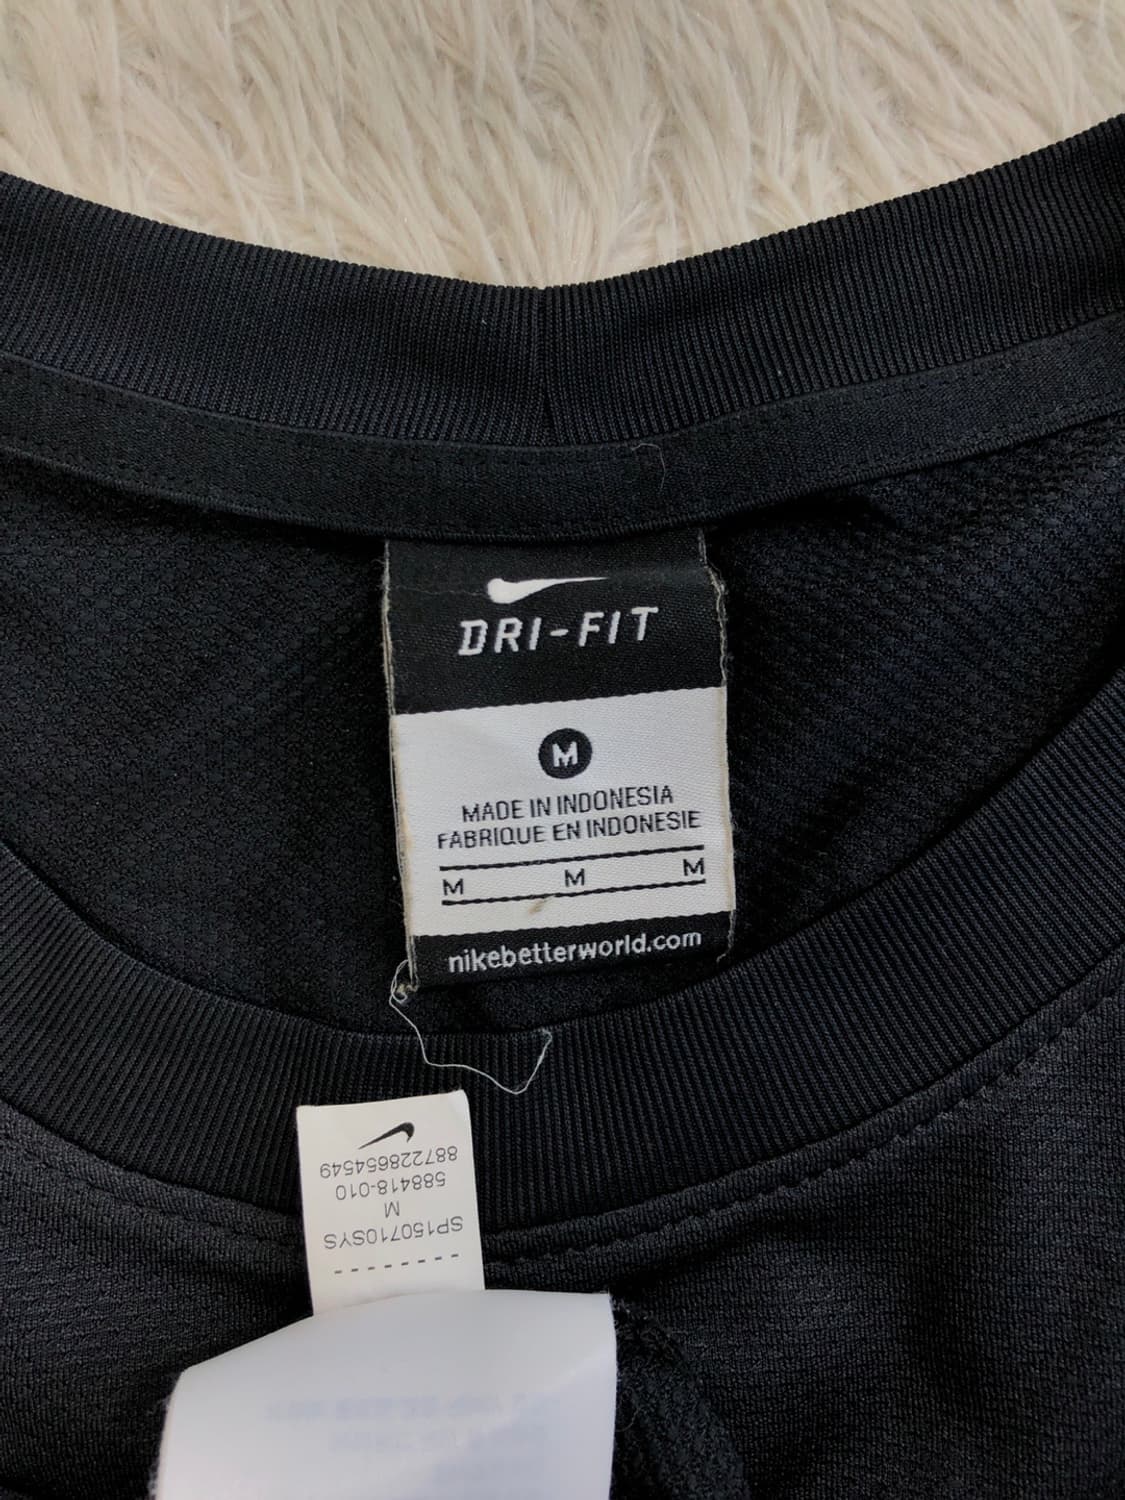 DRI-FIT
M
MADE IN INDONESIA
FABRIQUE EN INDONESIE
M M M
nikebetterworld.com
SP150710SYS
M
588418-010
887228654549